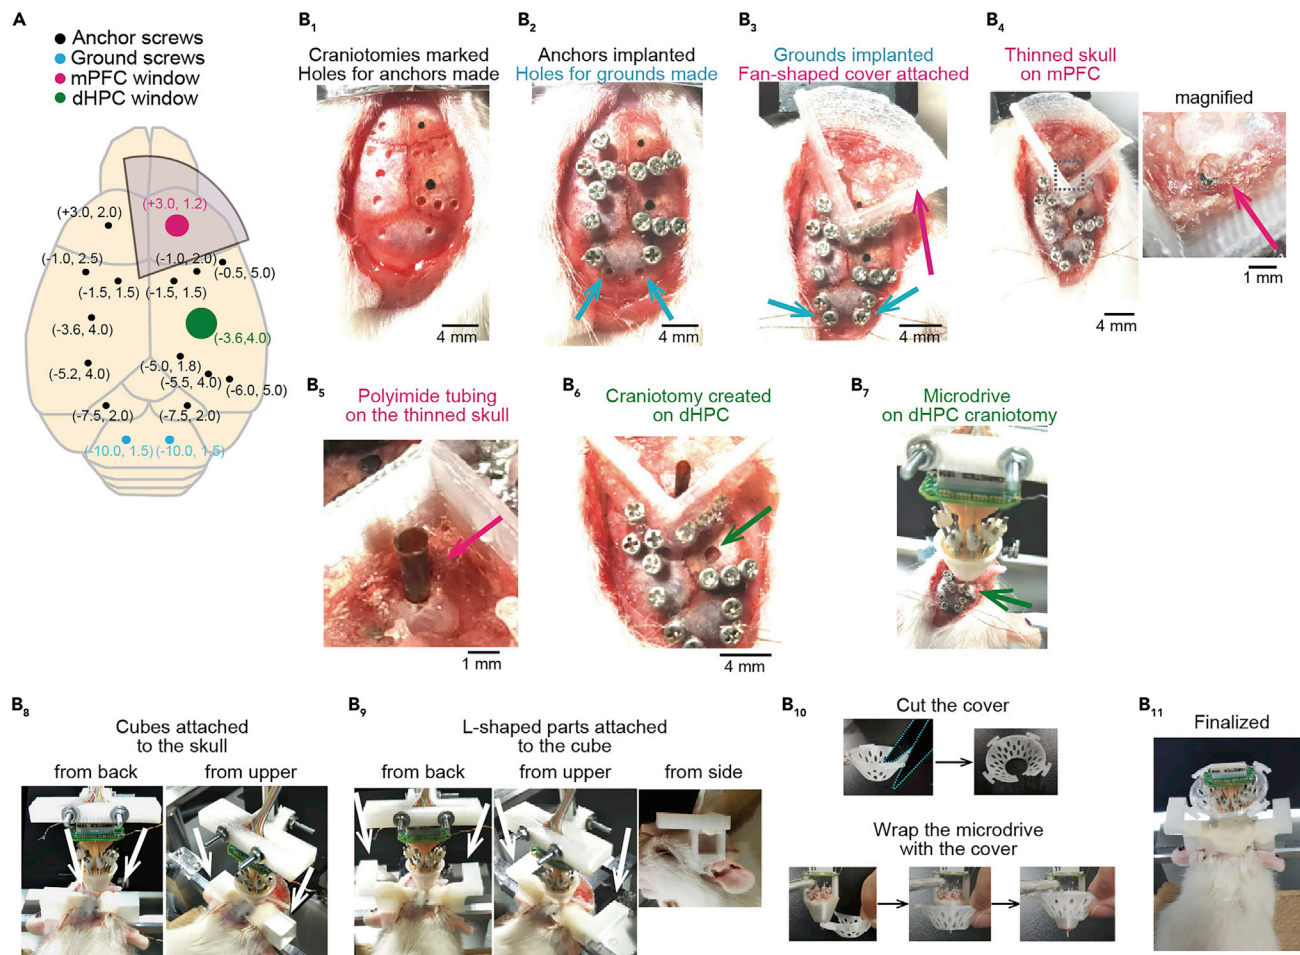 A
Anchor screws
Ground screws
mPFC window
dHPC window
(+3.0, 2.0)
(+3.0, 1.2)
(-1.0, 2.5)
(-1.0, 2.0)
(-0.5, 5.0)
(-1.5, 1.5)
(-1.5, 1.5)
(-3.6, 4.0)
(-3.6,4.0)
(-5.2, 4.0)
(-5.0, 1.8)
(-5.5, 4.0)
(-6.0, 5.0)
(-7.5, 2.0)
(-7.5, 2.0)
(-10.0, 1.5)
(-10.0, 1.5)
B1
Craniotomies marked
Holes for anchors made
4 mm
B2
Anchors implanted
Holes for grounds made
4 mm
B3
Grounds implanted
Fan-shaped cover attached
4 mm
B4
Thinned skull
on mPFC
4 mm
magnified
1 mm
B5
Polyimide tubing
on the thinned skull
1 mm
B6
Craniotomy created
on dHPC
4 mm
B7
Microdrive
on dHPC craniotomy
B8
Cubes attached
to the skull
from back
from upper
B9
L-shaped parts attached
to the cube
from back
from upper
from side
B10
Cut the cover
Wrap the microdrive
with the cover
B11
Finalized